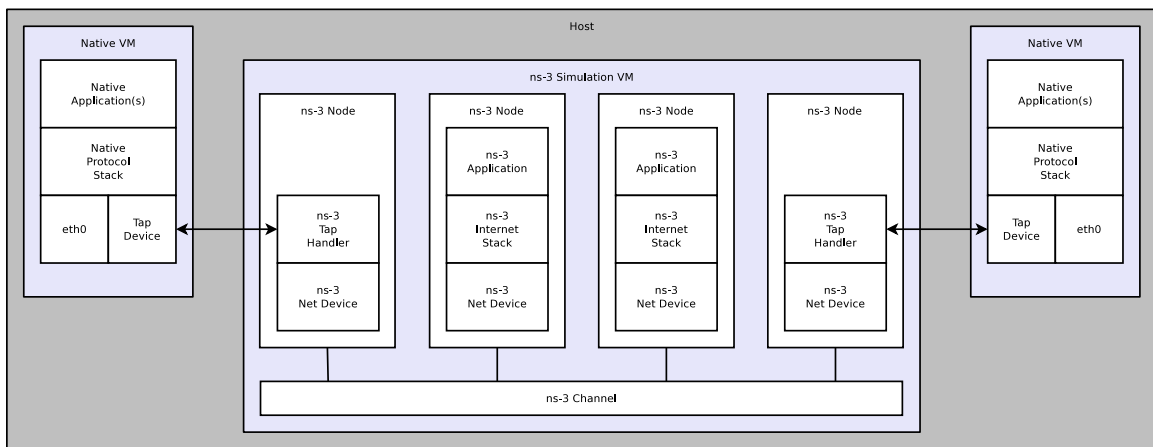 Host
Native VM
Native
Application(s)
Native
Protocol
Stack
eth0
Tap
Device
ns-3 Simulation VM
ns-3 Node
ns-3
Tap
Handler
ns-3
Net Device
ns-3 Node
ns-3
Application
ns-3
Internet
Stack
ns-3
Net Device
ns-3 Node
ns-3
Application
ns-3
Internet
Stack
ns-3
Net Device
ns-3 Node
ns-3
Tap
Handler
ns-3
Net Device
ns-3 Channel
Native VM
Native
Application(s)
Native
Protocol
Stack
Tap
Device
eth0